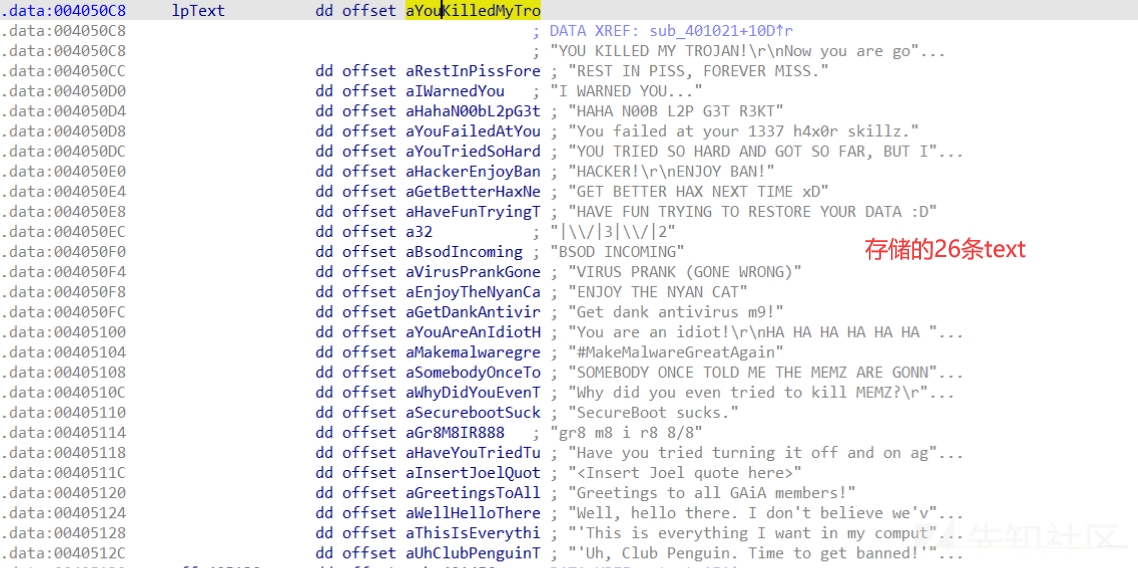 .data:004050C8 lpText dd offset aYouKilledMyTro
.data:004050C8 ; DATA XREF: sub_401021+10D↑r
.data:004050C8 ; "YOU KILLED MY TROJAN!\r\nNow you are go"...
.data:004050CC dd offset aRestInPissFore ; "REST IN PISS, FOREVER MISS."
.data:004050D0 dd offset aIWarnedYou ; "I WARNED YOU..."
.data:004050D4 dd offset aHahaN00bL2pG3t ; "HAHA N00B L2P G3T R3KT"
.data:004050D8 dd offset aYouFailedAtYou ; "You failed at your 1337 h4x0r skillz."
.data:004050DC dd offset aYouTriedSoHard ; "YOU TRIED SO HARD AND GOT SO FAR, BUT I"...
.data:004050E0 dd offset aHackerEnjoyBan ; "HACKER!\r\nENJOY BAN!"
.data:004050E4 dd offset aGetBetterHaxNe ; "GET BETTER HAX NEXT TIME xD"
.data:004050E8 dd offset aHaveFunTryingT ; "HAVE FUN TRYING TO RESTORE YOUR DATA :D"
.data:004050EC dd offset a32 ; "|\\/|3|\\/|2"
.data:004050F0 dd offset aBsodIncoming ; "BSOD INCOMING"
存储的26条text
.data:004050F4 dd offset aVirusPrankGone ; "VIRUS PRANK (GONE WRONG)"
.data:004050F8 dd offset aEnjoyTheNyanCa ; "ENJOY THE NYAN CAT"
.data:004050FC dd offset aGetDankAntivir ; "Get dank antivirus m9!"
.data:00405100 dd offset aYouAreAnIdiotH ; "You are an idiot!\r\nHA HA HA HA HA HA "...
.data:00405104 dd offset aMakemalwaregre ; "#MakeMalwareGreatAgain"
.data:00405108 dd offset aSomebodyOnceTo ; "SOMEBODY ONCE TOLD ME THE MEMZ ARE GONN"...
.data:0040510C dd offset aWhyDidYouEvenT ; "Why did you even tried to kill MEMZ?\r"...
.data:00405110 dd offset aSecurebootSuck ; "SecureBoot sucks."
.data:00405114 dd offset aGr8M8IR888 ; "gr8 m8 i r8 8/8"
.data:00405118 dd offset aHaveYouTriedTu ; "Have you tried turning it off and on ag"...
.data:0040511C dd offset aInsertJoelQuot ; "<Insert Joel quote here>"
.data:00405120 dd offset aGreetingsToAll ; "Greetings to all GAiA members!"
.data:00405124 dd offset aWellHelloThere ; "Well, hello there. I don't believe we'v"...
.data:00405128 dd offset aThisIsEverythi ; "'This is everything I want in my comput"...
.data:0040512C dd offset aUhClubPenguinT ; "'Uh, Club Penguin. Time to get banned!'"...
先知社区